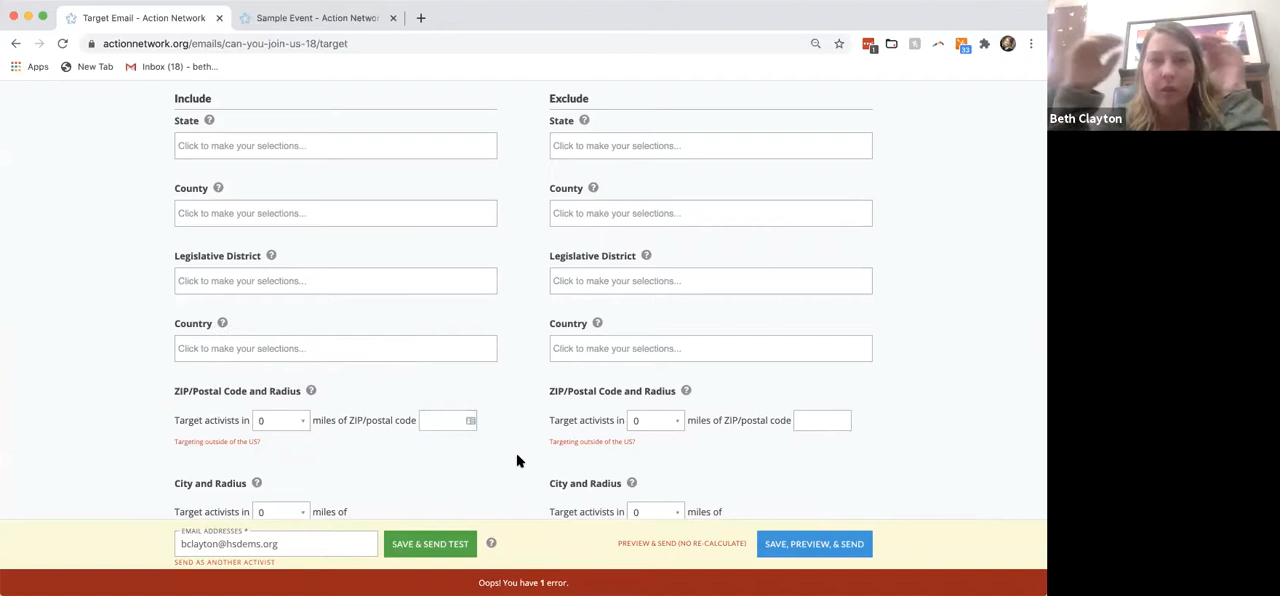 Target Email - Action Network
Sample Event - Action Networ
actionnetwork.org/emails/can-you-join-us-18/target
1
33
Apps
New Tab
Inbox (18) - beth...
Beth Clayton
Include
Exclude
State ?
State ?
Click to make your selections...
Click to make your selections...
County ?
County ?
Click to make your selections...
Click to make your selections...
Legislative District ?
Legislative District ?
Click to make your selections...
Click to make your selections...
Country ?
Country ?
Click to make your selections...
Click to make your selections...
ZIP/Postal Code and Radius ?
ZIP/Postal Code and Radius ?
Target activists in 0 miles of ZIP/postal code
Target activists in 0 miles of ZIP/postal code
Targeting outside of the US?
Targeting outside of the US?
City and Radius ?
City and Radius ?
Target activists in 0 miles of
Target activists in 0 miles of
EMAIL ADDRESSES *
bclayton@hsdems.org
SAVE & SEND TEST
?
PREVIEW & SEND (NO RE-CALCULATE)
SAVE, PREVIEW, & SEND
SEND AS ANOTHER ACTIVIST
Oops! You have 1 error.